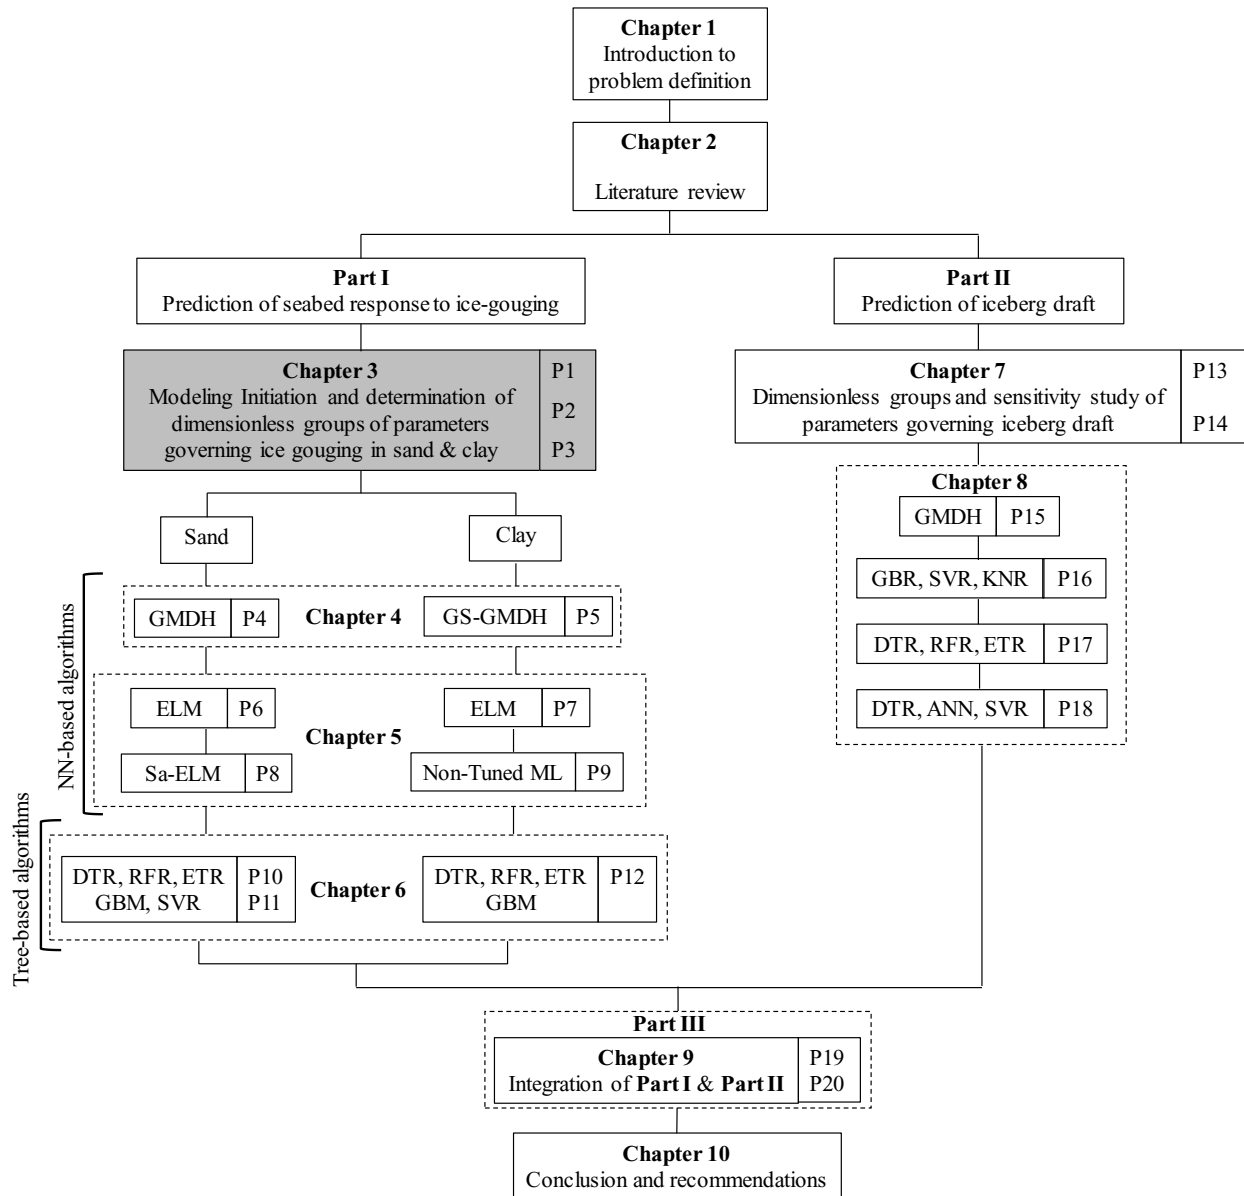 Chapter 1
Introduction to
problem definition
Chapter 2
Literature review
Part I
Prediction of seabed response to ice-gouging
Part II
Prediction of iceberg draft
Chapter 3
Modeling Initiation and determination of
dimensionless groups of parameters
governing ice gouging in sand & clay
P1
P2
P3
Chapter 7
Dimensionless groups and sensitivity study of
parameters governing iceberg draft
P13
P14
Sand
Clay
NN-based algorithms
GMDH P4
Chapter 4
GS-GMDH P5
ELM P6
Sa-ELM P8
Chapter 5
ELM P7
Non-Tuned ML P9
Tree-based algorithms
DTR, RFR, ETR P10
GBM, SVR P11
Chapter 6
DTR, RFR, ETR P12
GBM
Chapter 8
GMDH P15
GBR, SVR, KNR P16
DTR, RFR, ETR P17
DTR, ANN, SVR P18
Part III
Chapter 9
Integration of Part I & Part II
P19
P20
Chapter 10
Conclusion and recommendations